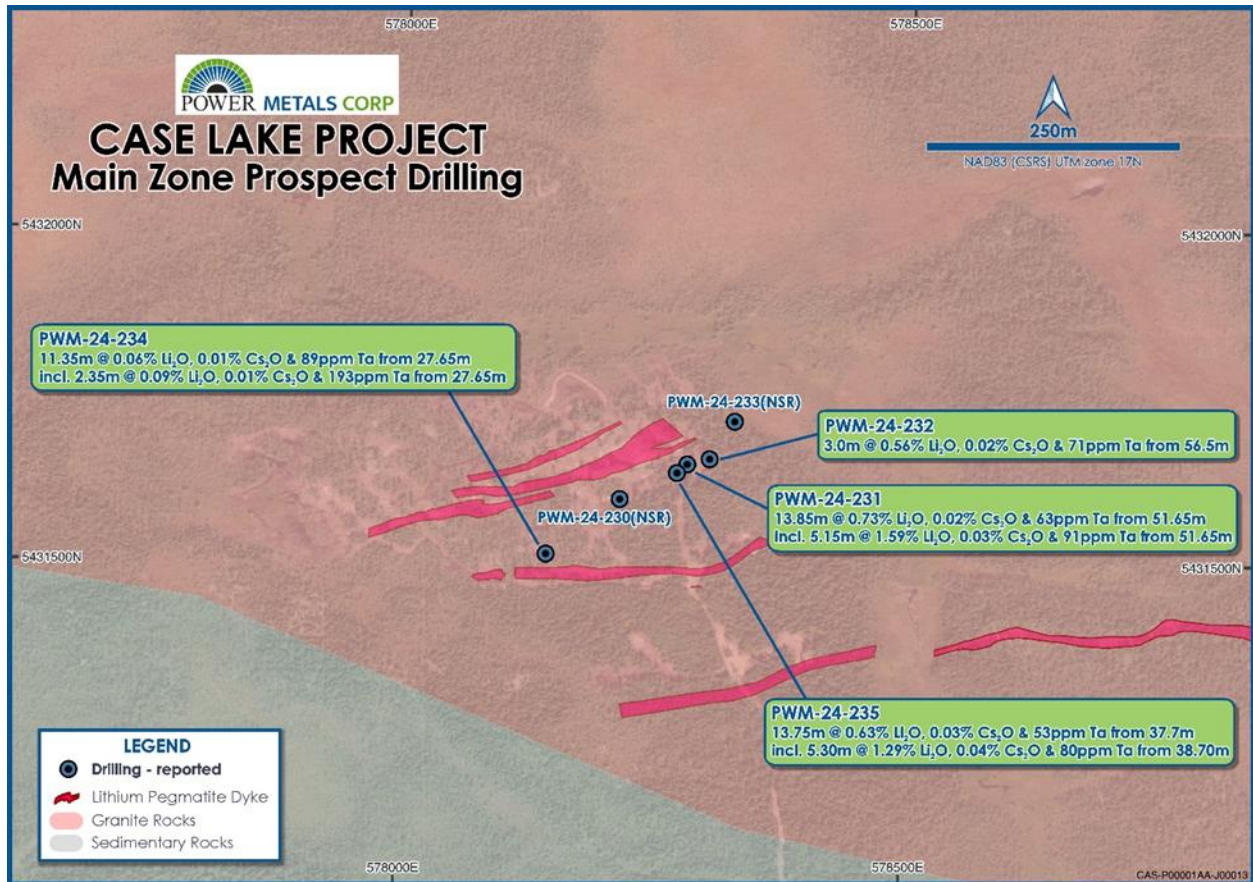 578000E
578500E
POWER METALS CORP
CASE LAKE PROJECT
Main Zone Prospect Drilling
250m
NAD83 (CSRS) UTM zone 17N
5432000N
5432000N
PWM-24-234
11.35m @ 0.06% Li₂O, 0.01% Cs₂O & 89ppm Ta from 27.65m
incl. 2.35m @ 0.09% Li₂O, 0.01% Cs₂O & 193ppm Ta from 27.65m
PWM-24-233(NSR)
PWM-24-232
3.0m @ 0.56% Li₂O, 0.02% Cs₂O & 71ppm Ta from 56.5m
PWM-24-231
13.85m @ 0.73% Li₂O, 0.02% Cs₂O & 63ppm Ta from 51.65m
Incl. 5.15m @ 1.59% Li₂O, 0.03% Cs₂O & 91ppm Ta from 51.65m
PWM-24-230(NSR)
5431500N
5431500N
PWM-24-235
13.75m @ 0.63% Li₂O, 0.03% Cs₂O & 53ppm Ta from 37.7m
incl. 5.30m @ 1.29% Li₂O, 0.04% Cs₂O & 80ppm Ta from 38.70m
LEGEND
Drilling - reported
Lithium Pegmatite Dyke
Granite Rocks
Sedimentary Rocks
578000E
578500E
CAS-P00001AA-J00013